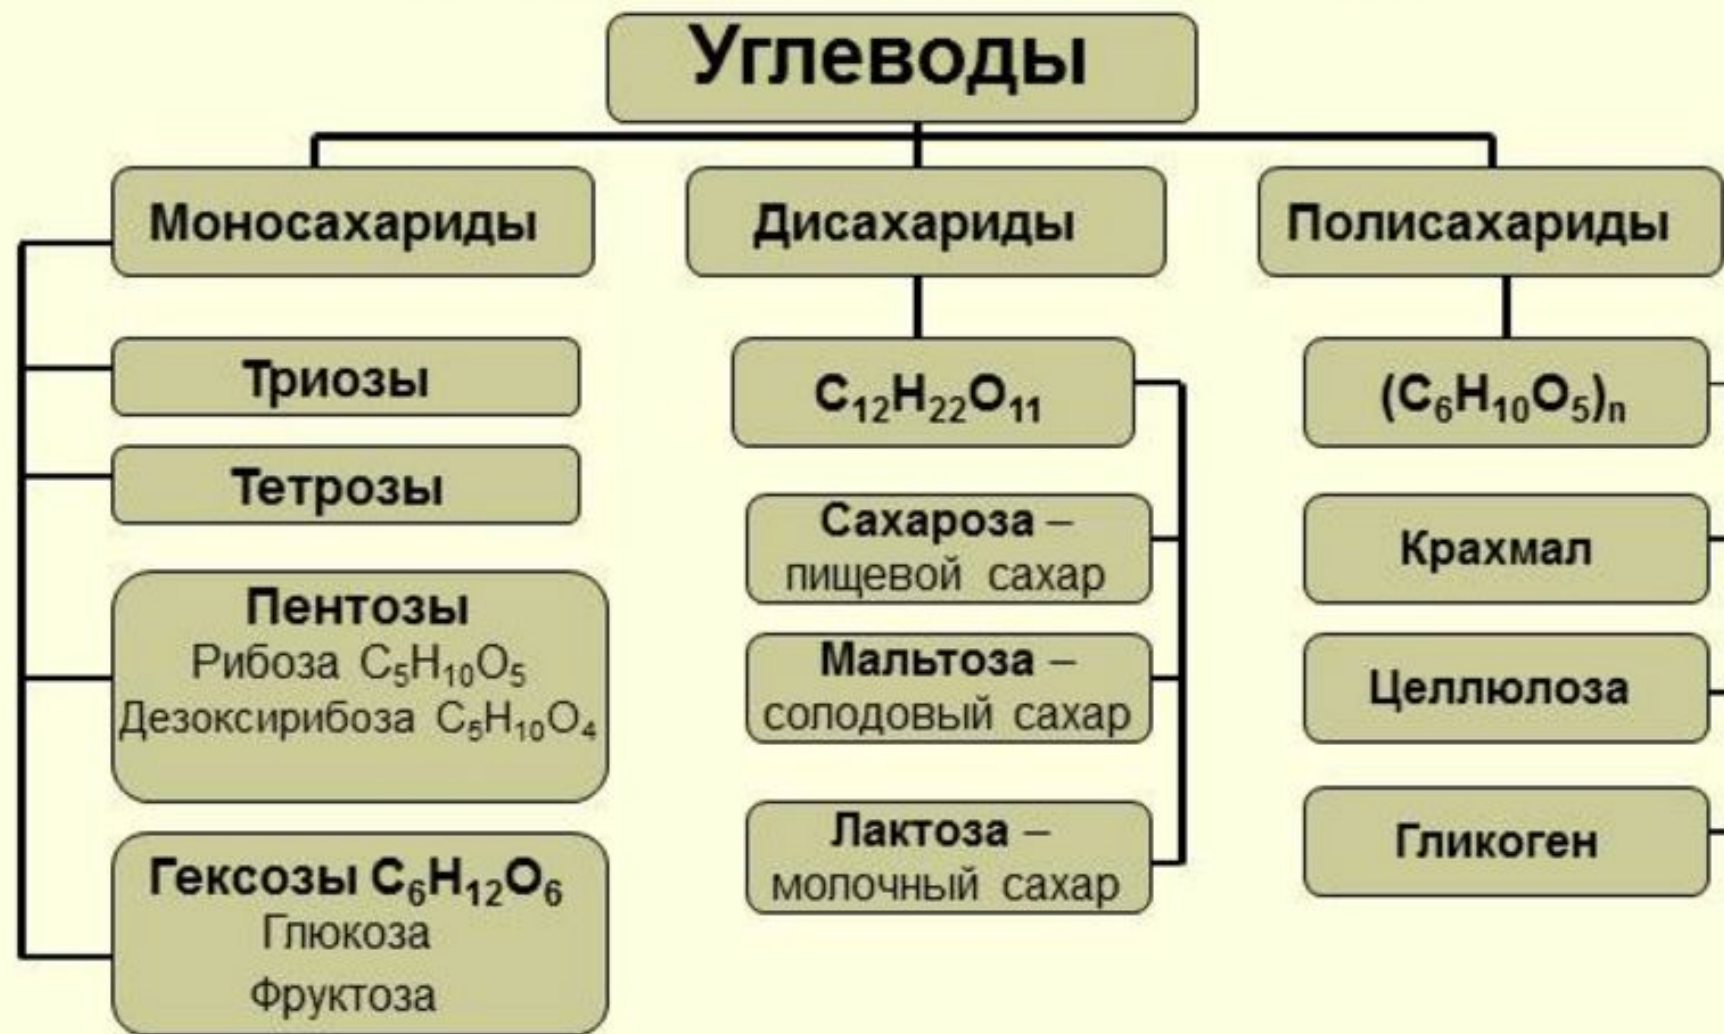 Углеводы
Моносахариды
Триозы
Тетрозы
Пентозы
Рибоза C₅H₁₀O₅
Дезоксирибоза C₅H₁₀O₄
Гексозы C₆H₁₂O₆
Глюкоза
Фруктоза
Дисахариды
C₁₂H₂₂O₁₁
Сахароза –
пищевой сахар
Мальтоза –
солодовый сахар
Лактоза –
молочный сахар
Полисахариды
(C₆H₁₀O₅)ₙ
Крахмал
Целлюлоза
Гликоген